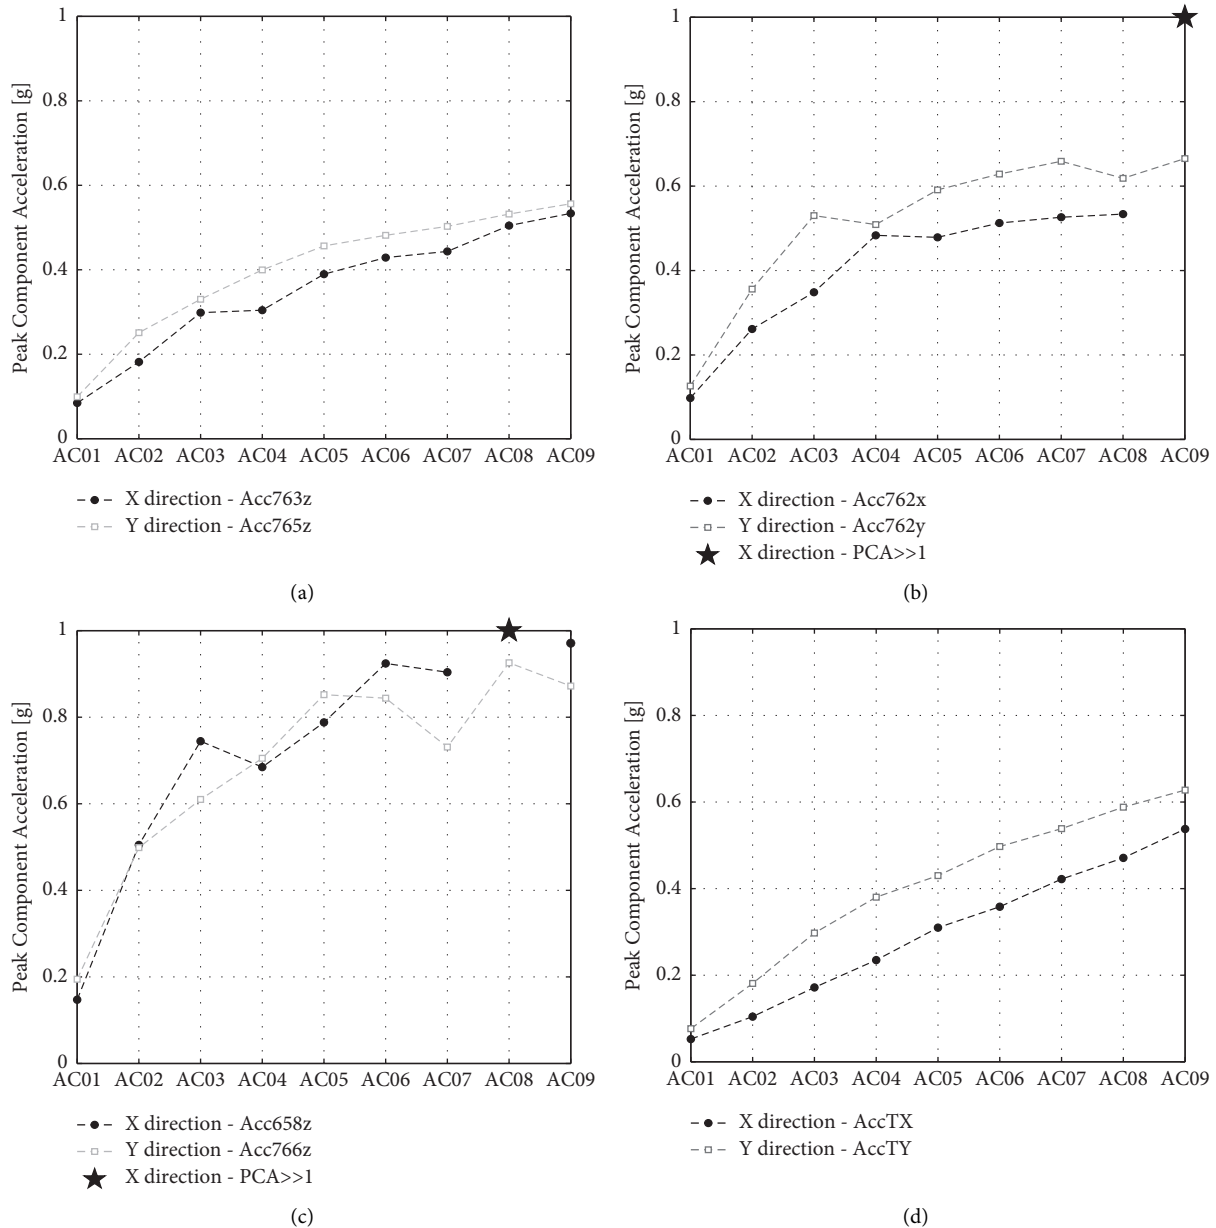 Peak Component Acceleration [g]
1
0.8
0.6
0.4
0.2
0
AC01 AC02 AC03 AC04 AC05 AC06 AC07 AC08 AC09
X direction - Acc763z
Y direction - Acc765z
(a)
Peak Component Acceleration [g]
1
0.8
0.6
0.4
0.2
0
AC01 AC02 AC03 AC04 AC05 AC06 AC07 AC08 AC09
X direction - Acc762x
Y direction - Acc762y
X direction - PCA>>1
(b)
Peak Component Acceleration [g]
1
0.8
0.6
0.4
0.2
0
AC01 AC02 AC03 AC04 AC05 AC06 AC07 AC08 AC09
X direction - Acc658z
Y direction - Acc766z
X direction - PCA>>1
(c)
Peak Component Acceleration [g]
1
0.8
0.6
0.4
0.2
0
AC01 AC02 AC03 AC04 AC05 AC06 AC07 AC08 AC09
X direction - AccTX
Y direction - AccTY
(d)